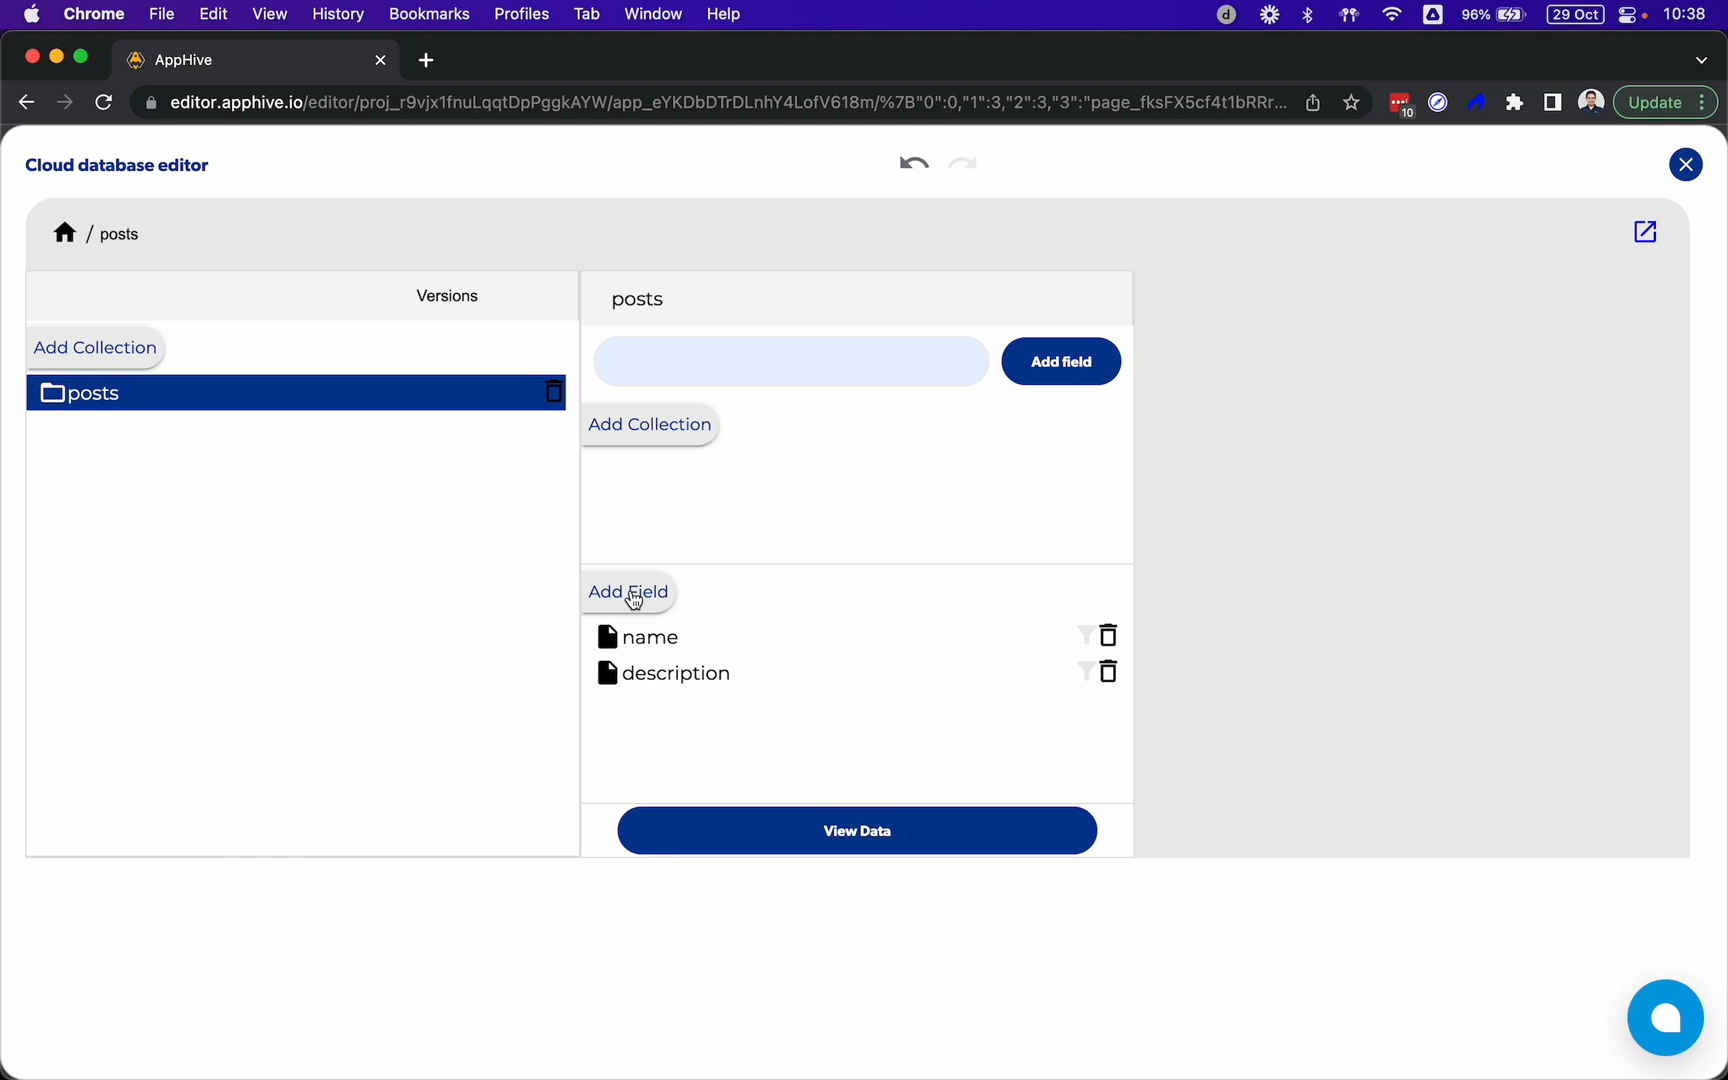 Chrome File Edit View History Bookmarks Profiles Tab Window Help d 96% 29 Oct 10:38
AppHive
editor.apphive.io/editor/proj_r9vjx1fnuLqqtDpPggkAYW/app_eYKDbDTrDLnhY4LofV618m/%7B"0":0,"1":3,"2":3,"3":"page_fksFX5cf4t1bRRr... 10 Update
Cloud database editor
/ posts
Versions
posts
Add Collection
Add field
posts
Add Collection
Add Field
name
description
View Data